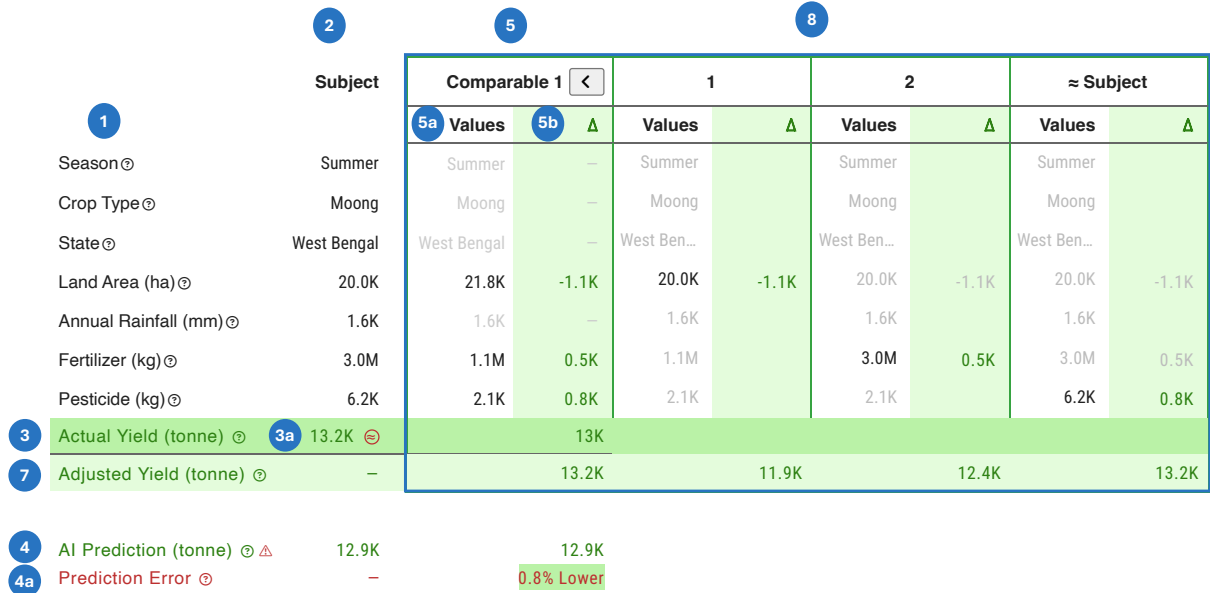 2 5 8
Subject Comparable 1 < 1 2 ≈ Subject
1 5a Values 5b Δ Values Δ Values Δ Values Δ
Season ? Summer Summer – Summer Summer Summer
Crop Type ? Moong Moong – Moong Moong Moong
State ? West Bengal West Bengal – West Ben... West Ben... West Ben...
Land Area (ha) ? 20.0K 21.8K -1.1K 20.0K -1.1K 20.0K -1.1K 20.0K -1.1K
Annual Rainfall (mm) ? 1.6K 1.6K – 1.6K 1.6K 1.6K
Fertilizer (kg) ? 3.0M 1.1M 0.5K 1.1M 3.0M 0.5K 3.0M 0.5K
Pesticide (kg) ? 6.2K 2.1K 0.8K 2.1K 2.1K 6.2K 0.8K
3 Actual Yield (tonne) ? 3a 13.2K ≈ 13K
7 Adjusted Yield (tonne) ? – 13.2K 11.9K 12.4K 13.2K
4 AI Prediction (tonne) ? ⚠ 12.9K 12.9K
4a Prediction Error ? – 0.8% Lower